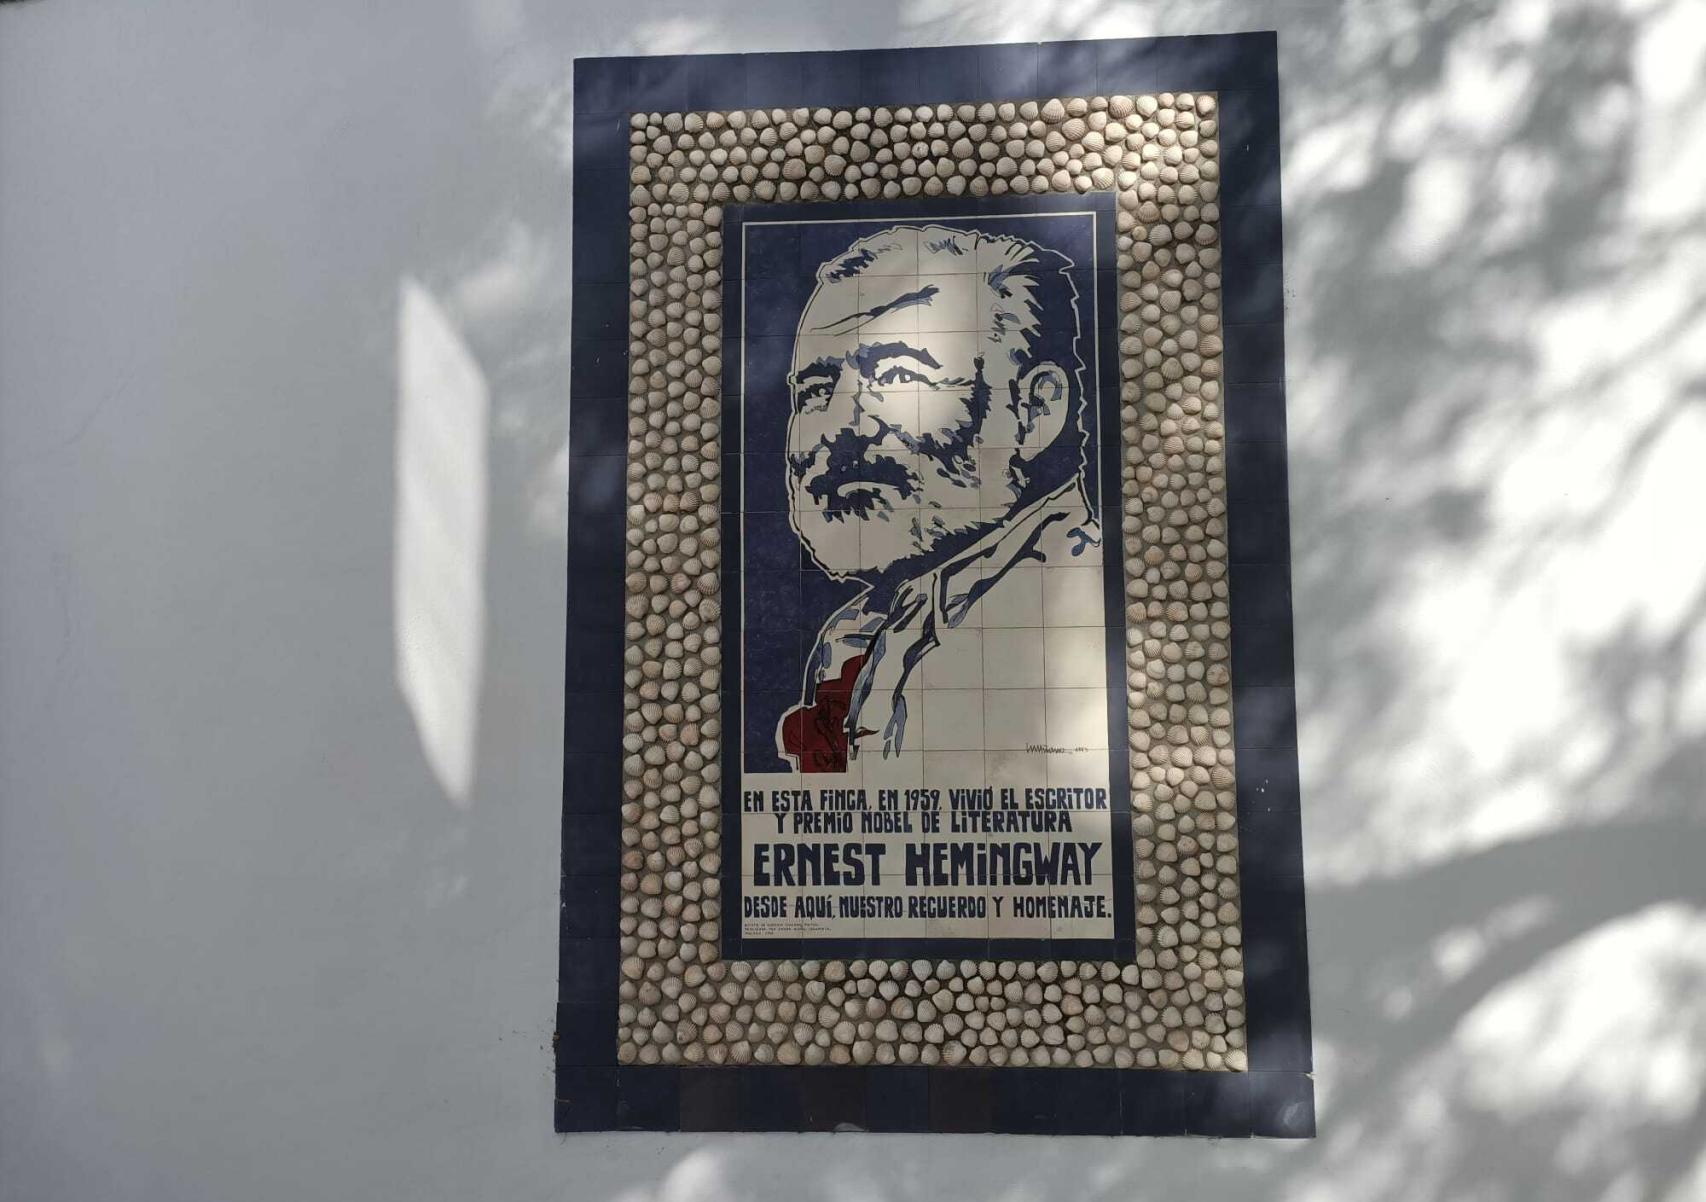 EN ESTA FINCA, EN 1959, VIVIÓ EL ESCRITOR
Y PREMIO NOBEL DE LITERATURA
ERNEST HEMINGWAY
DESDE AQUÍ, NUESTRO RECUERDO Y HOMENAJE.